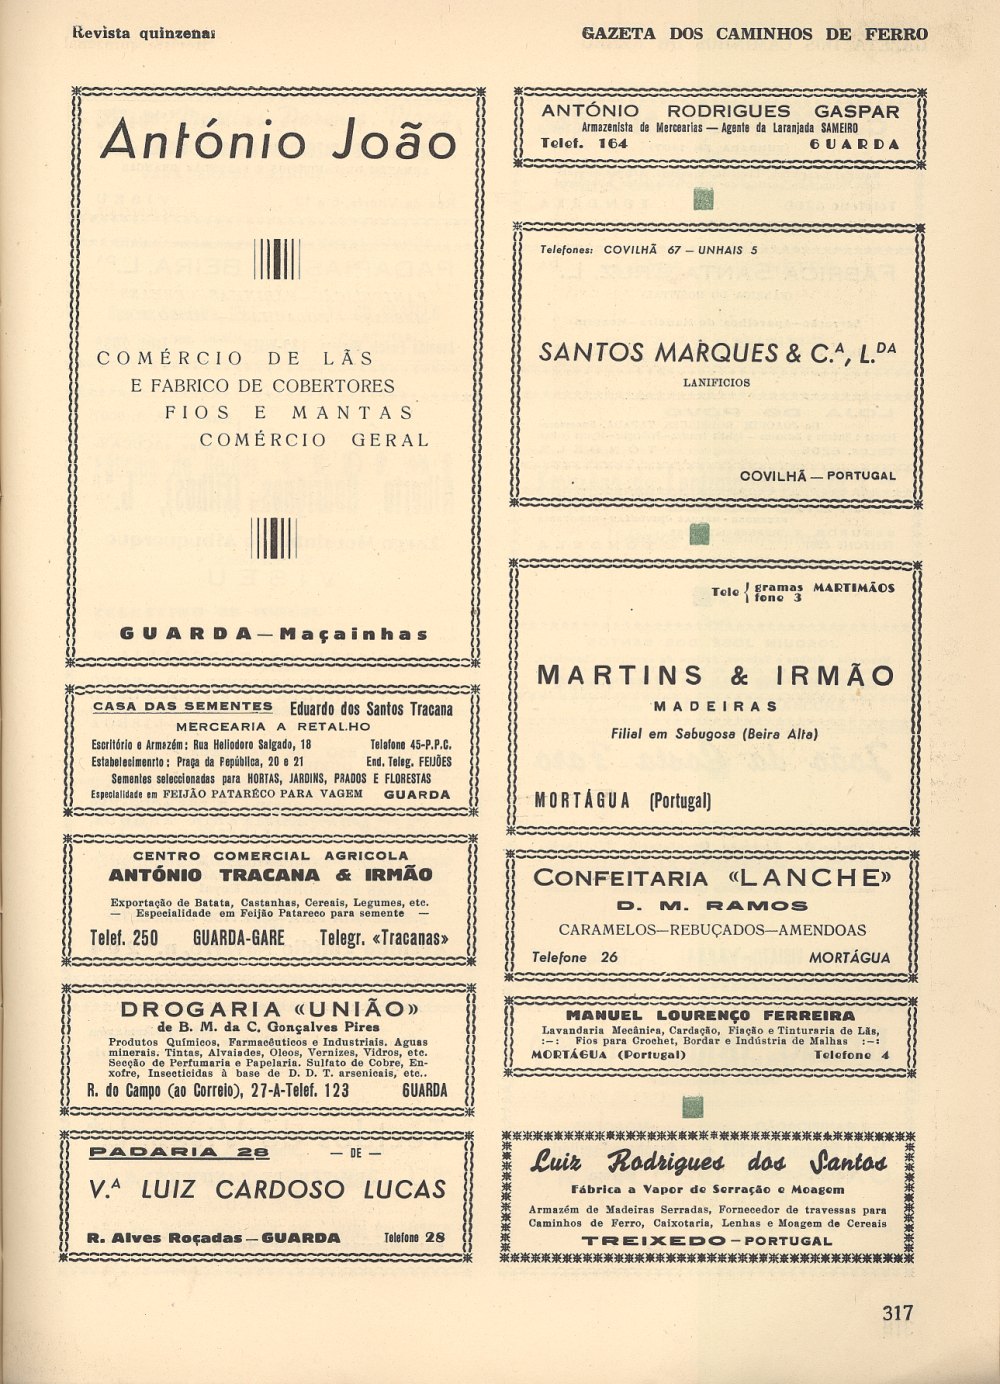 Revista quinzenal
GAZETA DOS CAMINHOS DE FERRO
António João
COMÉRCIO DE LÃS
E FABRICO DE COBERTORES
FIOS E MANTAS
COMÉRCIO GERAL
GUARDA—Maçainhas
CASA DAS SEMENTES Eduardo dos Santos Tracana
MERCEARIA A RETALHO
Escritório e Armazém: Rua Heliodoro Salgado, 18 Telefone 45-P.P.C.
Estabelecimenrto: Praça da República, 20 e 21 End. Teleg. FEIJÕES
Sementes seleccionadas para HORTAS, JARDINS, PRADOS E FLORESTAS
Especialidade em FEIJÃO PATARÉCO PARA VAGEM GUARDA
CENTRO COMERCIAL AGRICOLA
ANTÓNIO TRACANA & IRMÃO
Exportação de Batata, Castanhas, Cereais, Legumes, etc.
— Especialidade em Feijão Patareco para semente —
Telef. 250 GUARDA-GARE Telegr. «Tracanas»
DROGARIA «UNIÃO»
de B. M. da C. Gonçalves Pires
Produtos Químicos, Farmacêuticos e Industriais. Aguas
minerais. Tintas, Alvaiades, Oleos, Vernizes, Vidros, etc.
Secção de Perfumaria e Papelaria. Sulfato de Cobre, En-
xofre, Insecticidas à base de D. D. T. arsenicais, etc..
R. do Campo (ao Correio), 27-A-Telef. 123 GUARDA
PADARIA 28 — DE —
V.ª LUIZ CARDOSO LUCAS
R. Alves Roçadas — GUARDA Telefone 28
ANTÓNIO RODRIGUES GASPAR
Armazenista de Mercearias — Agente da Laranjada SAMEIRO
Telef. 164 GUARDA
Telefones: COVILHÃ 67 — UNHAIS 5
SANTOS MARQUES & C.ª, L.DA
LANIFICIOS
COVILHÃ — PORTUGAL
Tele { gramas MARTIMÃOS
fone 3
MARTINS & IRMÃO
MADEIRAS
Filial em Sabugosa (Beira Alta)
MORTÁGUA (Portugal)
CONFEITARIA «LANCHE»
D. M. RAMOS
CARAMELOS—REBUÇADOS—AMENDOAS
Telefone 26 MORTÁGUA
MANUEL LOURENÇO FERREIRA
Lavandaria Mecânica, Cardação, Fiação e Tinturaria de Lãs,
:—: Fios para Crochet, Bordar e Indústria de Malhas :—:
MORTÁGUA (Portugal) Telefone 4
Luiz Rodrigues dos Santos
Fábrica a Vapor de Serração e Moagem
Armazém de Madeiras Serradas, Fornecedor de travessas para
Caminhos de Ferro, Caixotaria, Lenhas e Moagem de Cereais
TREIXEDO — PORTUGAL
317